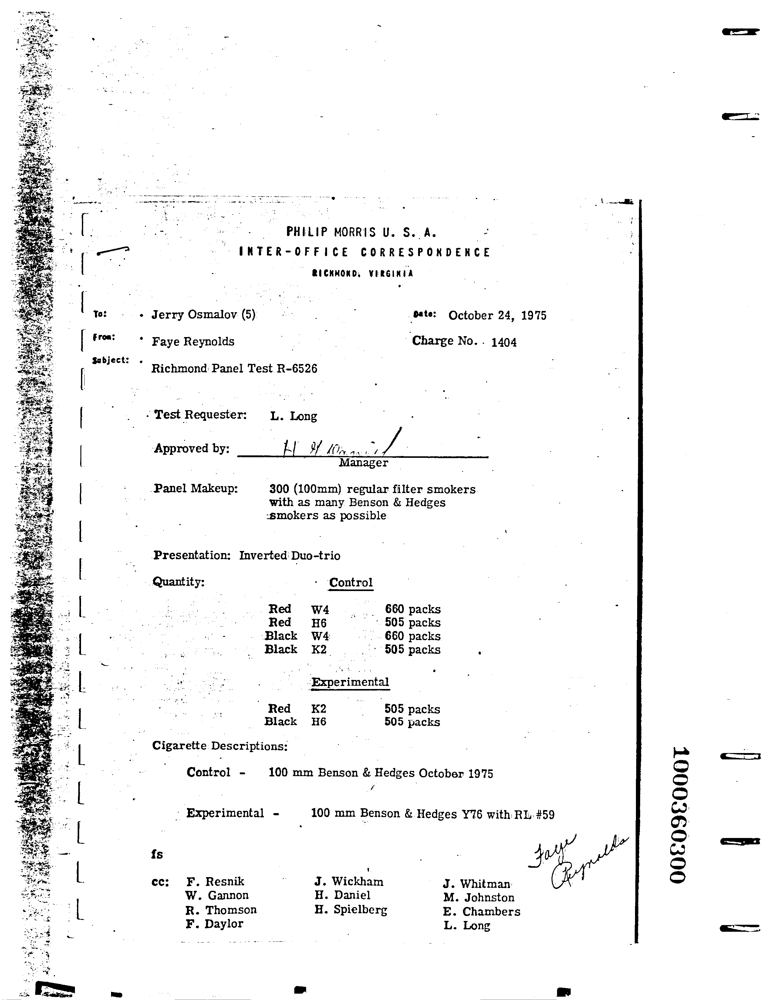 PHILIP MORRIS U. S. A.
INTER-OFFICE CORRESPONDENCE
RICHMOND, VIRGINIA
To: Jerry Osmalov (5) Date: October 24, 1975
From: Faye Reynolds Charge No. 1404
Subject: Richmond Panel Test R-6526
Test Requester: L. Long
Approved by:
Manager
Panel Makeup: 300 (100mm) regular filter smokers
with as many Benson & Hedges
smokers as possible
Presentation: Inverted Duo-trio
Quantity: Control
Red W4 660 packs
Red H6 505 packs
Black W4 660 packs
Black K2 505 packs
Experimental
Red K2 505 packs
Black H6 505 packs
Cigarette Descriptions:
Control - 100 mm Benson & Hedges October 1975
Experimental - 100 mm Benson & Hedges Y76 with RL #59
Faye
Reynolds
fs
cc: F. Resnik J. Wickham J. Whitman
W. Gannon H. Daniel M. Johnston
R. Thomson H. Spielberg E. Chambers
F. Daylor L. Long
1000360300